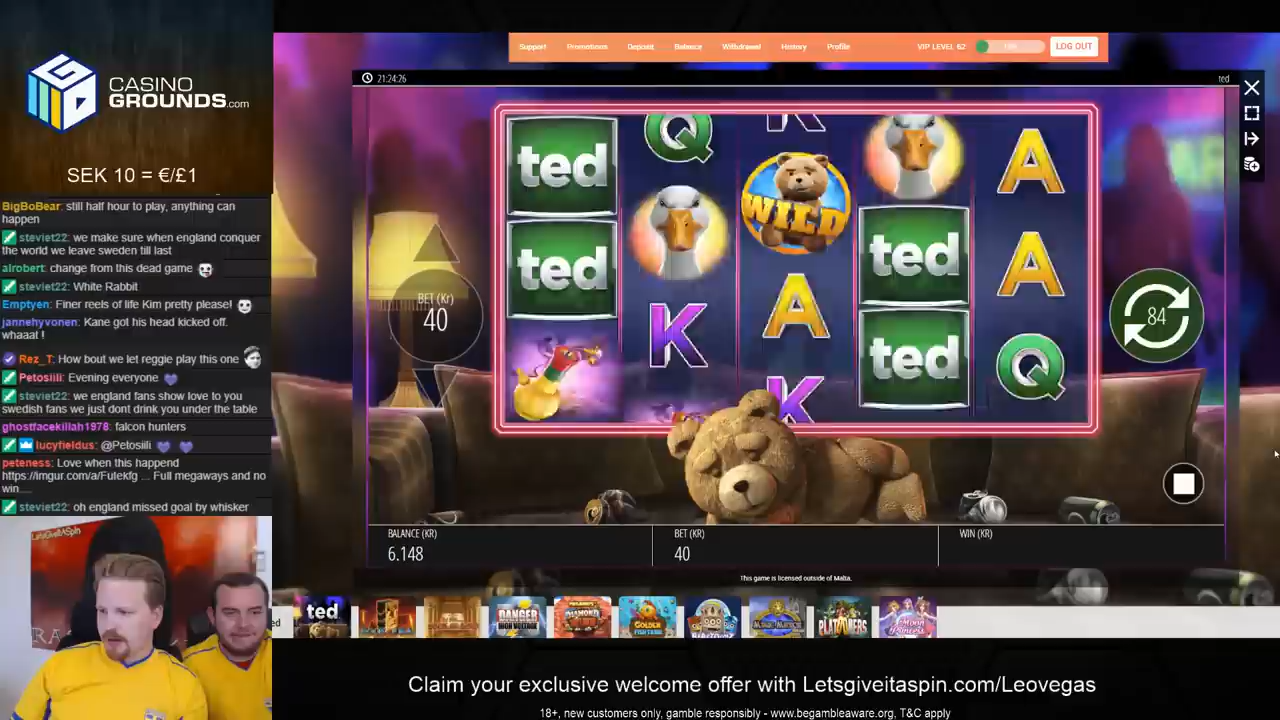 CASINO
GROUNDS.com
SEK 10 = €/£1
BigBoBear: still half hour to play, anything can
happen
steviet22: we make sure when england conquer
the world we leave sweden till last
airobert: change from this dead game
steviet22: White Rabbit
Emptyen: Finer reels of life Kim pretty please!
jannehyvonen: Kane got his head kicked off.
whaaat !
Rez_T: How bout we let reggie play this one
Petosiili: Evening everyone
steviet22: we england fans show love to you
swedish fans we just dont drink you under the table
ghostfacekillah1978: falcon hunters
lucyfieldus: @Petosiili
peteness: Love when this happend
https://imgur.com/a/Fulekfg ... Full megaways and no
win....
steviet22: oh england missed goal by whisker
LetsGiveItASpin
Support Promotions Deposit Balance Withdrawal History Profile VIP LEVEL 62 LOG OUT
21:24:26 ted
ted Q K A
ted WILD ted A
K A ted Q
K
BET (Kr)
40
84
BALANCE (KR) BET (KR) WIN (KR)
6.148 40
This game is licensed outside of Malta.
ted
DANGER
DIAMOND
GOLDEN
PLATOONERS
Moon
Princess
Claim your exclusive welcome offer with Letsgiveitaspin.com/Leovegas
18+, new customers only, gamble responsibly - www.begambleaware.org, T&C apply